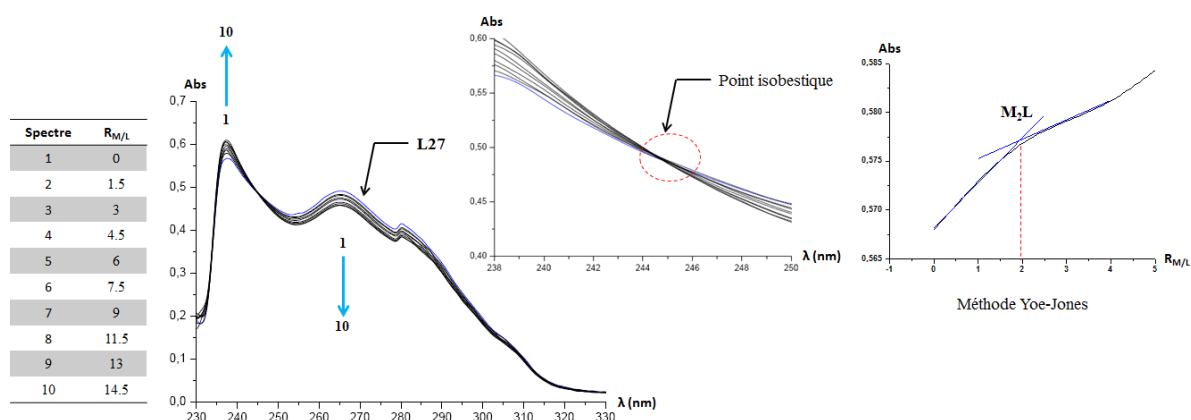 Spectre R_M/L
1 0
2 1.5
3 3
4 4.5
5 6
6 7.5
7 9
8 11.5
9 13
10 14.5
10
1
Abs
0,7
0,6
0,5
0,4
0,3
0,2
0,1
0,0
L27
1
10
230 240 250 260 270 280 290 300 310 320 330
λ (nm)
Abs
0,60
0,55
0,50
0,45
0,40
Point isobestique
238 240 242 244 246 248 250
λ (nm)
Abs
0,585
0,580
0,575
0,570
0,565
M₂L
-1 0 1 2 3 4 5
R_M/L
Méthode Yoe-Jones